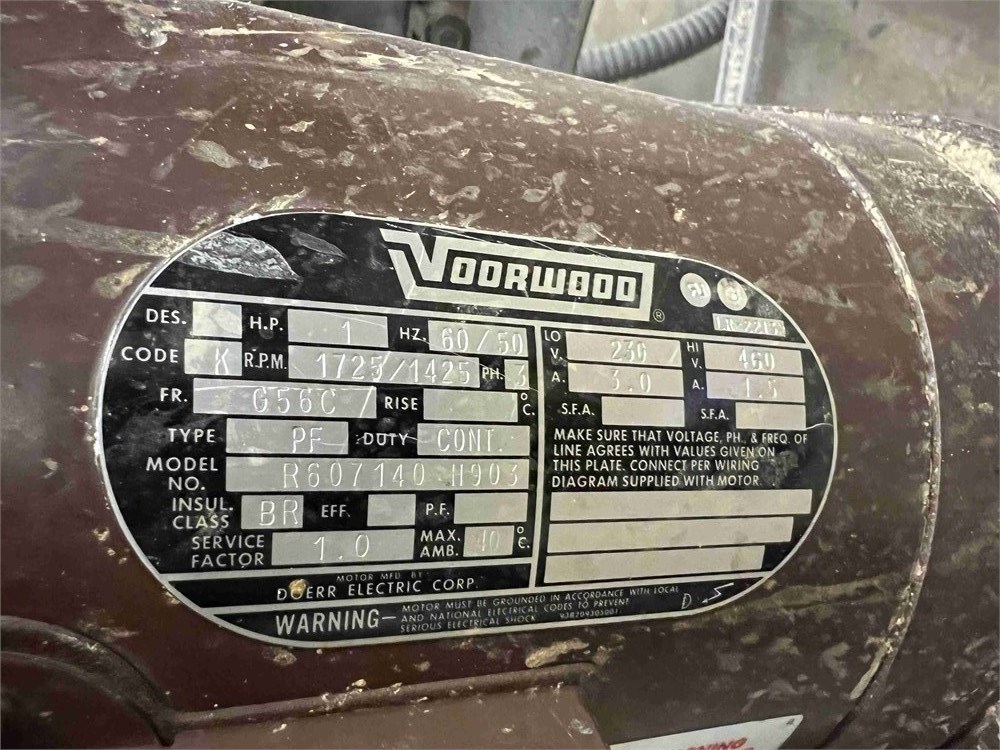 VOORWOOD
®
DES. H.P. 1 HZ. 60/50
CODE K R.P.M. 1725/1425 PH. 3
FR. G56C / RISE °C.
TYPE PF DUTY CONT.
MODEL NO. R607140 H903
INSUL. CLASS BR EFF. P.F.
SERVICE FACTOR 1.0 MAX. AMB. 40 °C.
LO V. 230 / HI V. 460
A. 3.0 A. 1.5
S.F.A. S.F.A.
MAKE SURE THAT VOLTAGE, PH., & FREQ. OF
LINE AGREES WITH VALUES GIVEN ON
THIS PLATE. CONNECT PER WIRING
DIAGRAM SUPPLIED WITH MOTOR.
MOTOR MFD. BY
DOERR ELECTRIC CORP.
WARNING— MOTOR MUST BE GROUNDED IN ACCORDANCE WITH LOCAL
AND NATIONAL ELECTRICAL CODES TO PREVENT
SERIOUS ELECTRICAL SHOCK